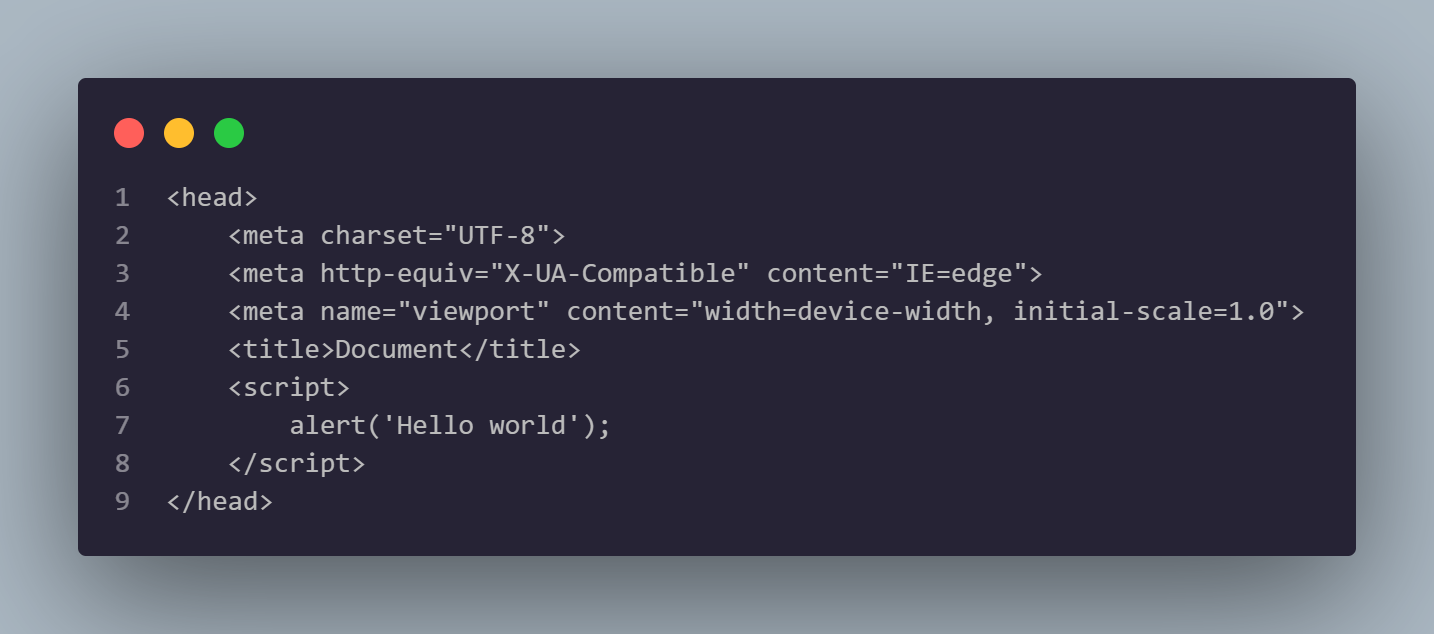 1 <head>
2     <meta charset="UTF-8">
3     <meta http-equiv="X-UA-Compatible" content="IE=edge">
4     <meta name="viewport" content="width=device-width, initial-scale=1.0">
5     <title>Document</title>
6     <script>
7         alert('Hello world');
8     </script>
9 </head>